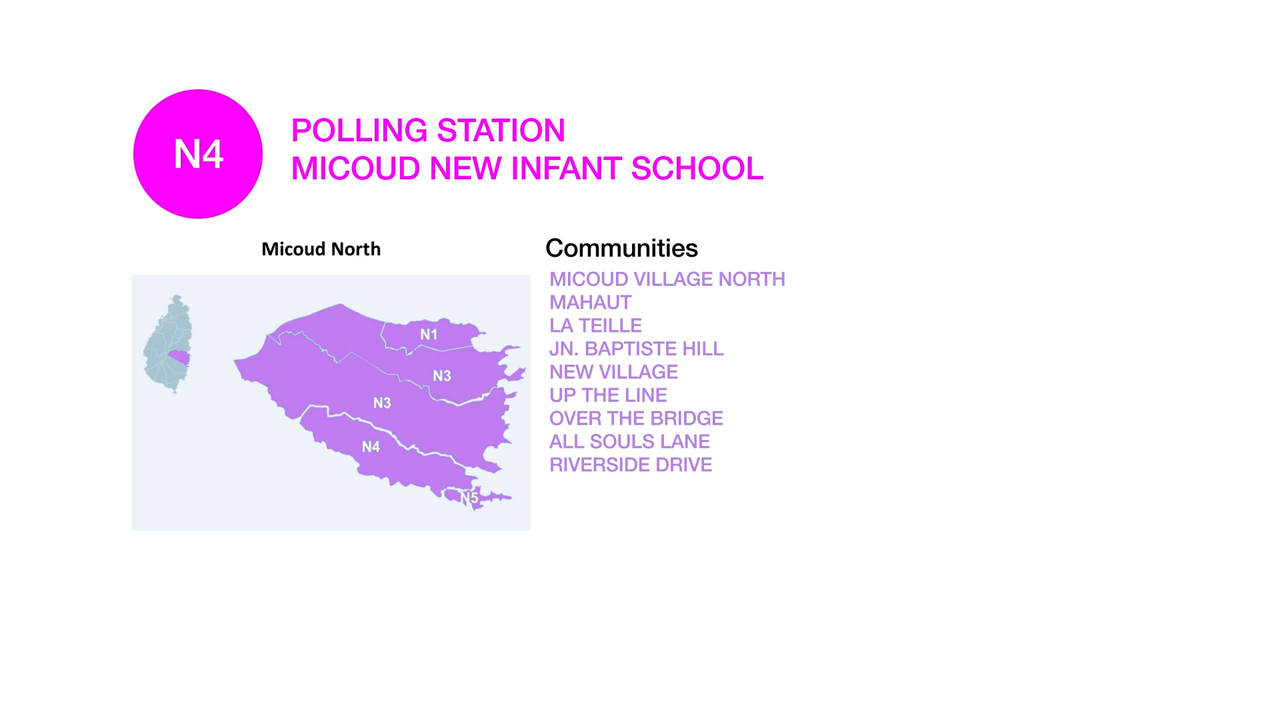 N4
POLLING STATION
MICOUD NEW INFANT SCHOOL
Micoud North
N1
N3
N3
N4
N5
Communities
MICOUD VILLAGE NORTH
MAHAUT
LA TEILLE
JN. BAPTISTE HILL
NEW VILLAGE
UP THE LINE
OVER THE BRIDGE
ALL SOULS LANE
RIVERSIDE DRIVE